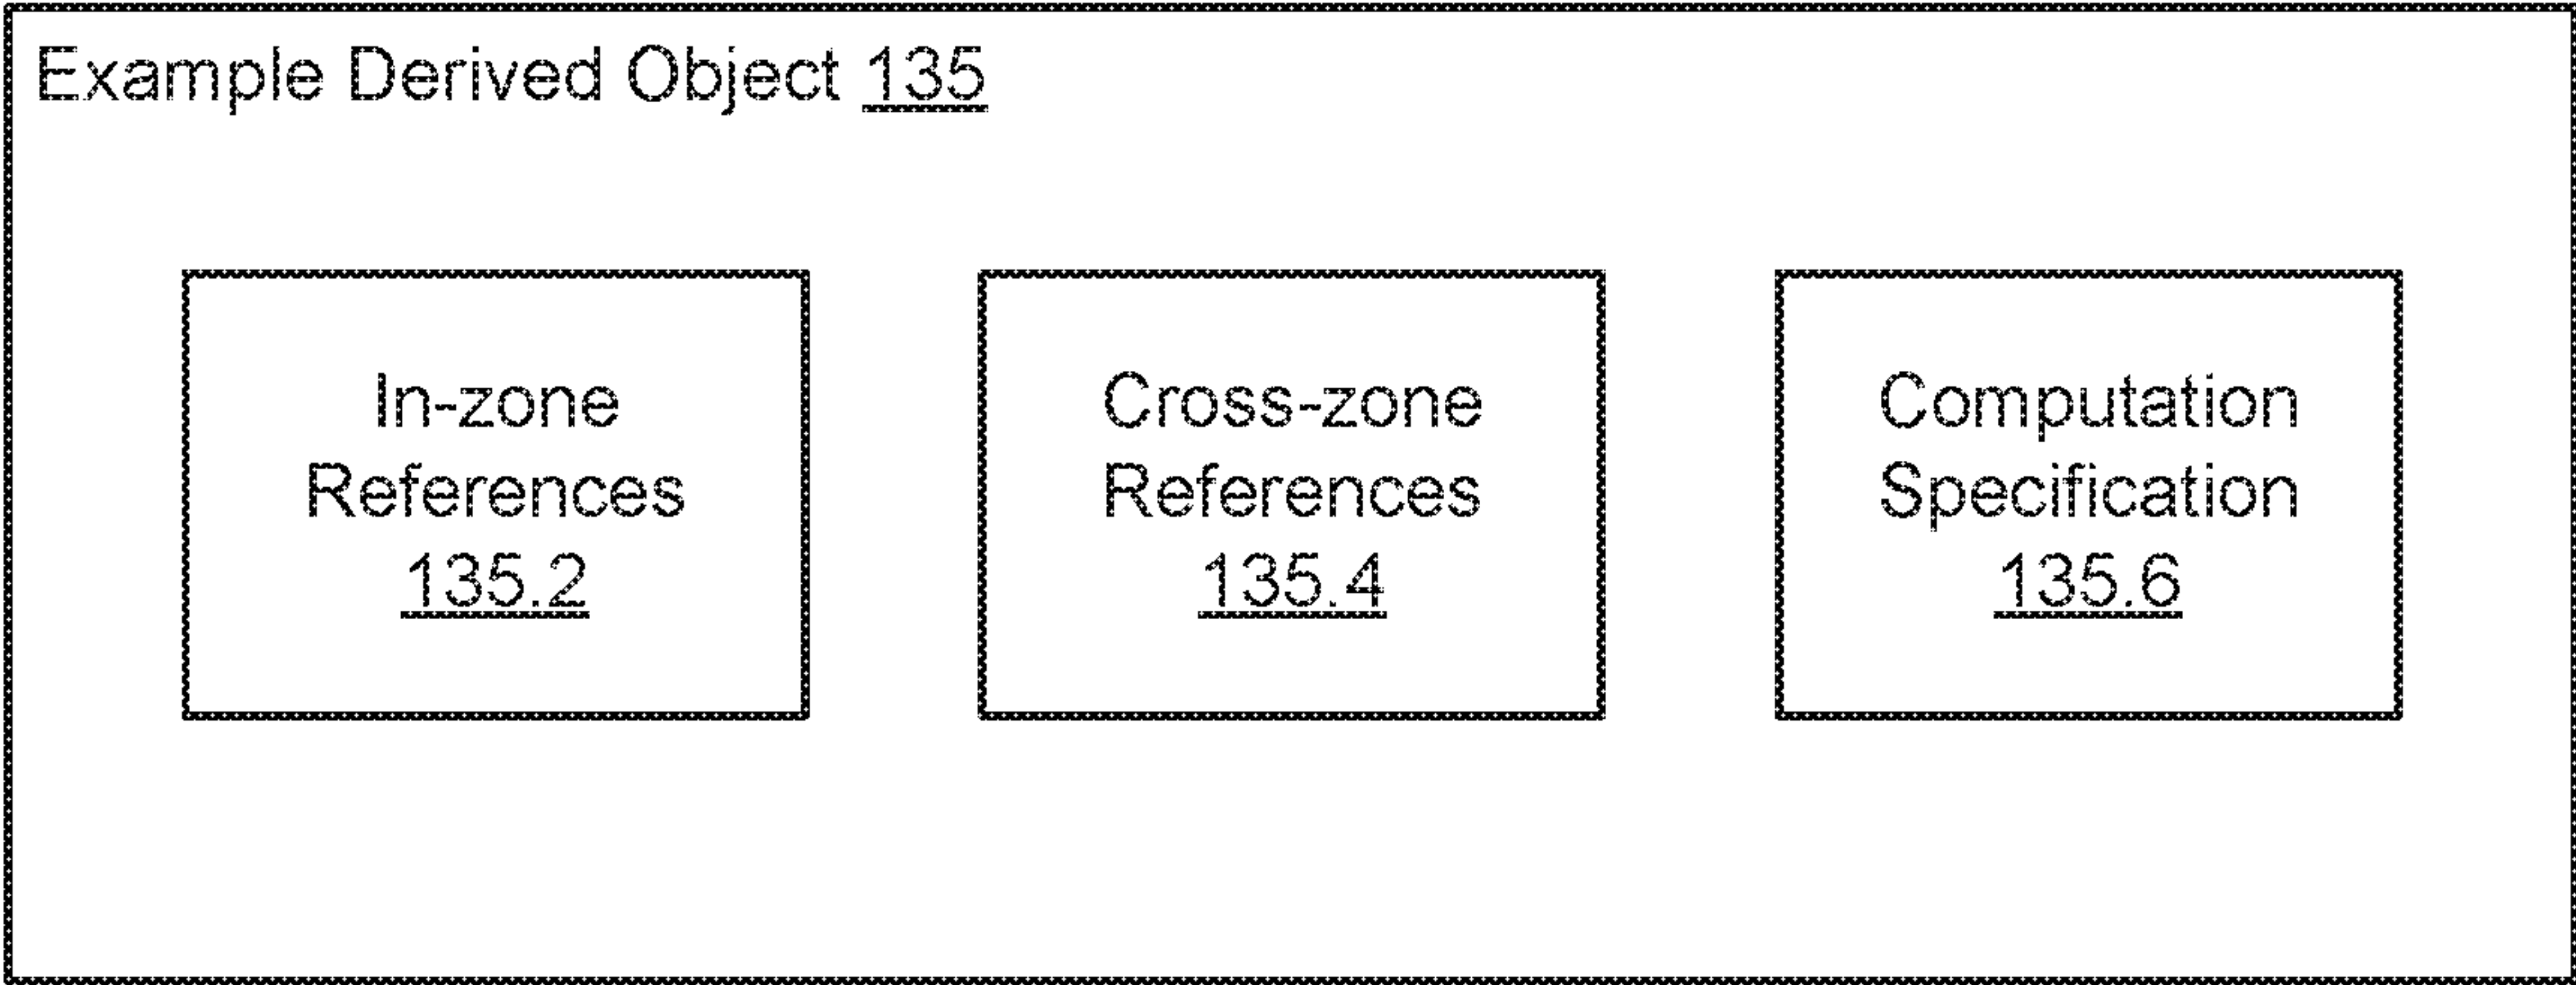 Example Derived Object 135
In-zone
References
135.2
Cross-zone
References
135.4
Computation
Specification
135.6